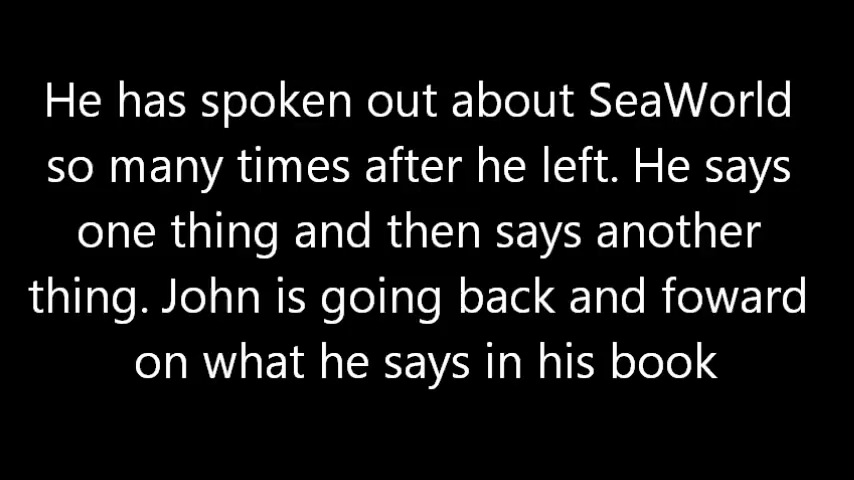 He has spoken out about SeaWorld
so many times after he left. He says
one thing and then says another
thing. John is going back and foward
on what he says in his book